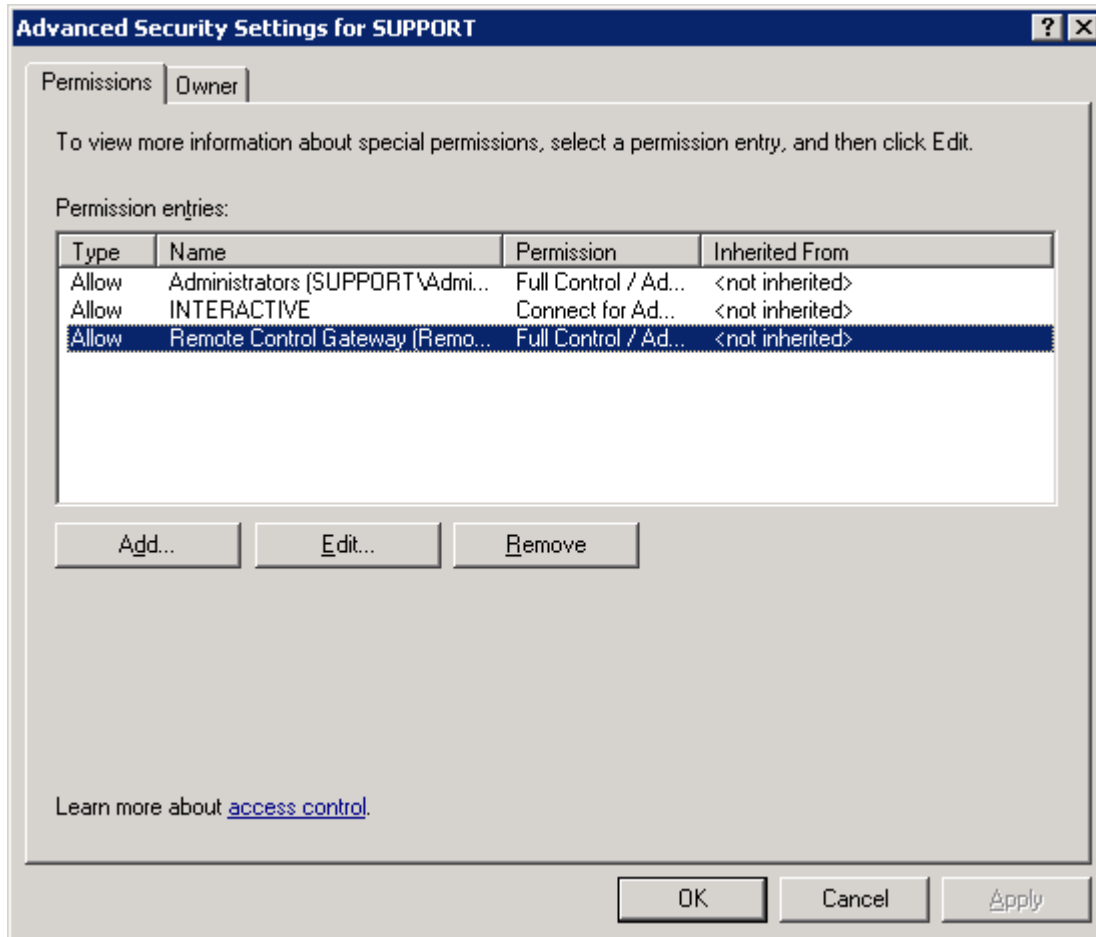 Advanced Security Settings for SUPPORT
Permissions Owner
To view more information about special permissions, select a permission entry, and then click Edit.
Permission entries:
Type Name Permission Inherited From
Allow Administrators (SUPPORT\Admi... Full Control / Ad... <not inherited>
Allow INTERACTIVE Connect for Ad... <not inherited>
Allow Remote Control Gateway (Remo... Full Control / Ad... <not inherited>
Add... Edit... Remove
Learn more about access control.
OK Cancel Apply